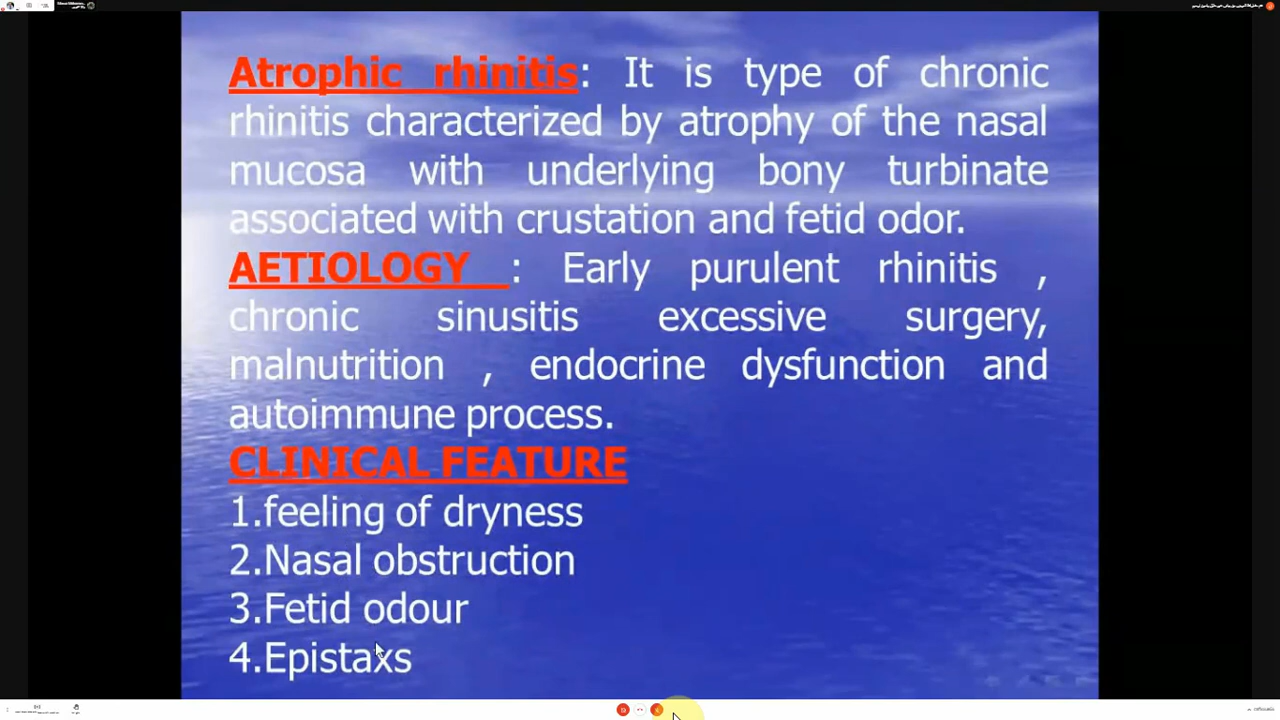 Atrophic rhinitis: It is type of chronic
rhinitis characterized by atrophy of the nasal
mucosa with underlying bony turbinate
associated with crustation and fetid odor.
AETIOLOGY : Early purulent rhinitis ,
chronic sinusitis excessive surgery,
malnutrition , endocrine dysfunction and
autoimmune process.
CLINICAL FEATURE
1.feeling of dryness
2.Nasal obstruction
3.Fetid odour
4.Epistaxs